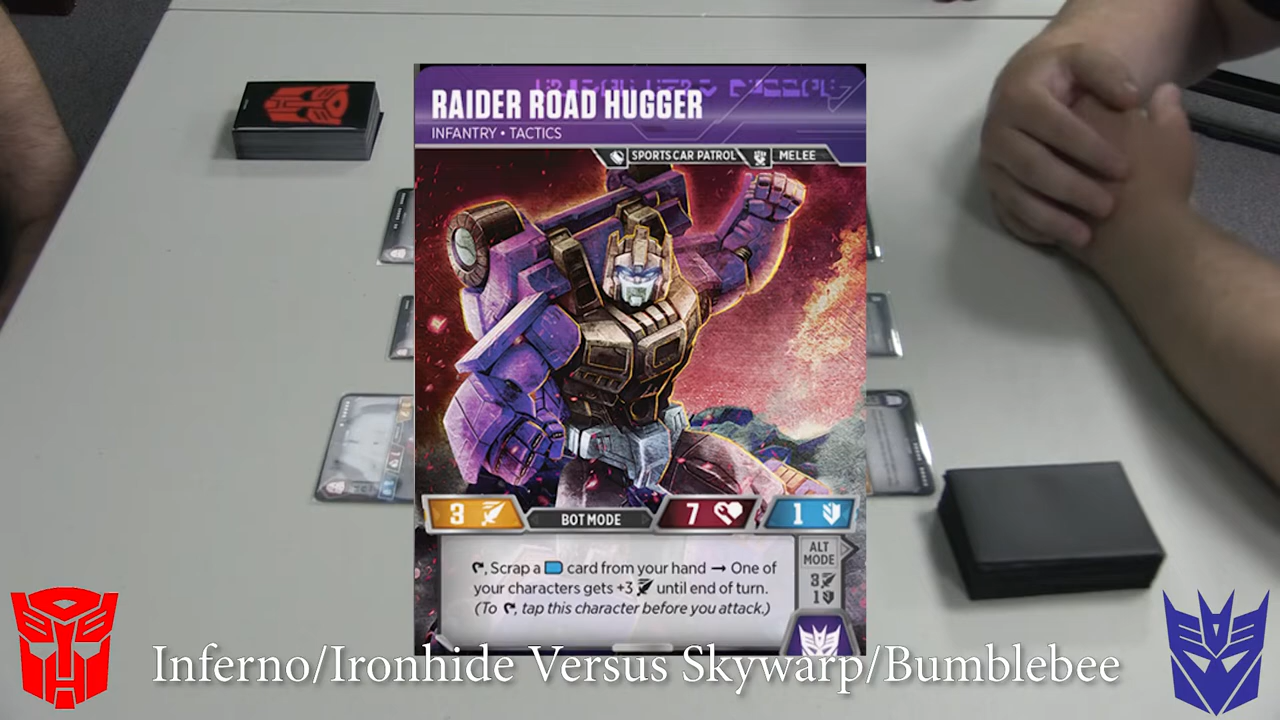 RAIDER ROAD HUGGER
INFANTRY • TACTICS
SPORTS CAR PATROL
MELEE
3
BOT MODE
7
1
ALT
MODE
3
1
, Scrap a card from your hand → One of
your characters gets +3 until end of turn.
(To , tap this character before you attack.)
Inferno/Ironhide Versus Skywarp/Bumblebee